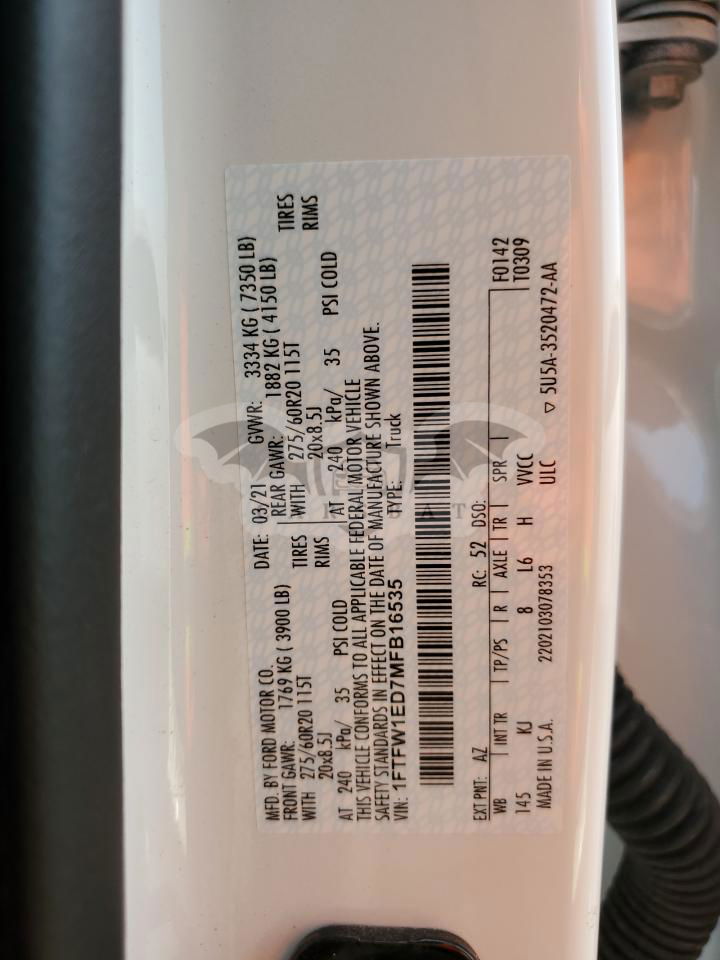 MFD. BY FORD MOTOR CO. DATE: 03/21 GVWR: 3334 KG ( 7350 LB)
FRONT GAWR: 1769 KG ( 3900 LB) REAR GAWR: 1882 KG ( 4150 LB)
WITH 275/60R20 115T TIRES WITH 275/60R20 115T TIRES
20x8.5J RIMS 20x8.5J RIMS
AT 240 kPa/ 35 PSI COLD AT 240 kPa/ 35 PSI COLD
THIS VEHICLE CONFORMS TO ALL APPLICABLE FEDERAL MOTOR VEHICLE
SAFETY STANDARDS IN EFFECT ON THE DATE OF MANUFACTURE SHOWN ABOVE.
VIN: 1FTFW1ED7MFB16535 TYPE: Truck
EXT PNT: AZ RC: 52 DSO:
WB INT TR TP/PS R AXLE TR SPR F0142
145 KJ 8 L6 H VVCC T0309
MADE IN U.S.A. 2202103078353 ULC 5U5A-3520472-AA